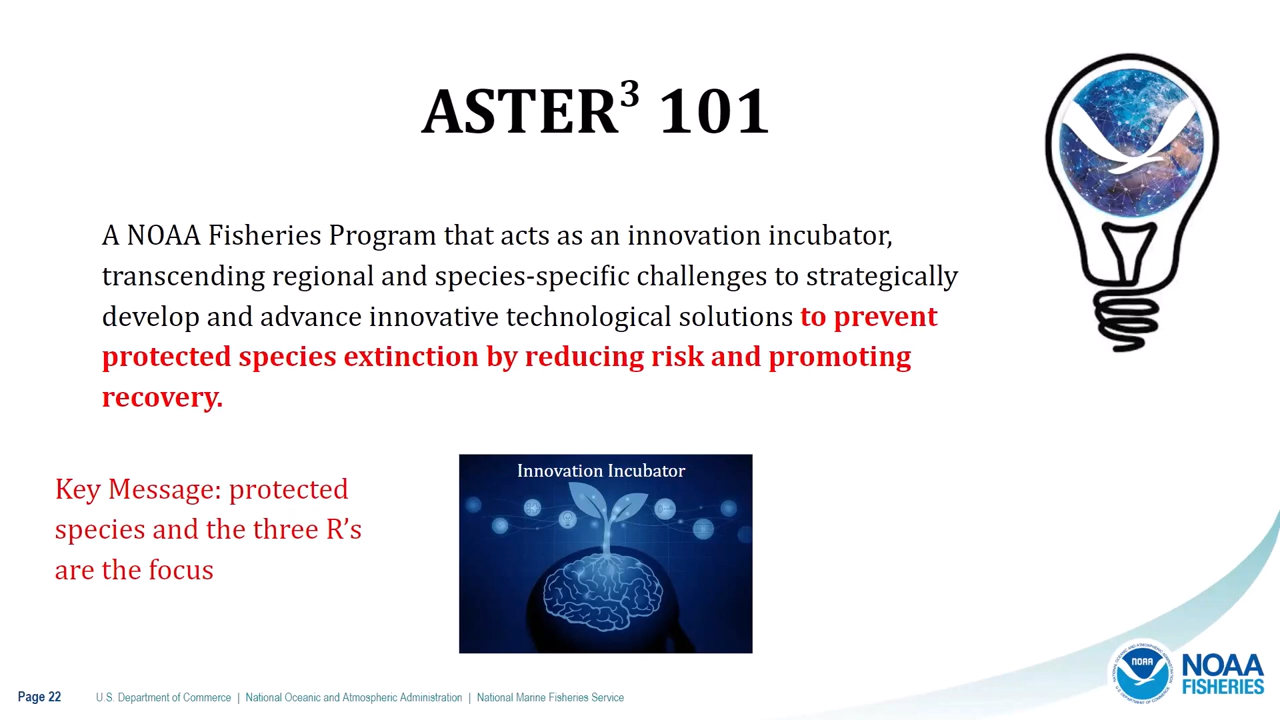 ASTER³ 101
A NOAA Fisheries Program that acts as an innovation incubator,
transcending regional and species-specific challenges to strategically
develop and advance innovative technological solutions to prevent
protected species extinction by reducing risk and promoting
recovery.
Key Message: protected
species and the three R’s
are the focus
Innovation Incubator
Page 22
U.S. Department of Commerce | National Oceanic and Atmospheric Administration | National Marine Fisheries Service
NOAA
NOAA
FISHERIES